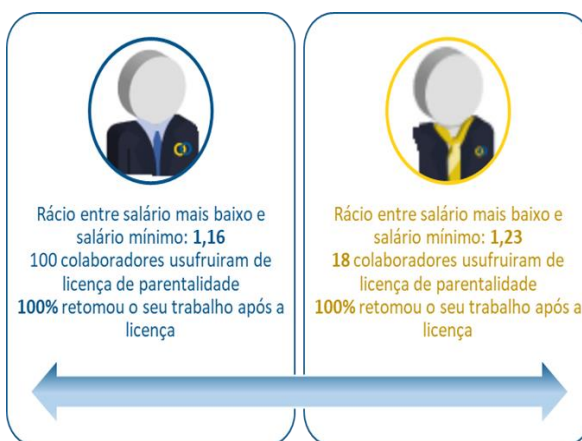 Rácio entre salário mais baixo e
salário mínimo: 1,16
100 colaboradores usufruiram de
licença de parentalidade
100% retomou o seu trabalho após a
licença
Rácio entre salário mais baixo e
salário mínimo: 1,23
18 colaboradores usufruiram de
licença de parentalidade
100% retomou o seu trabalho após a
licença